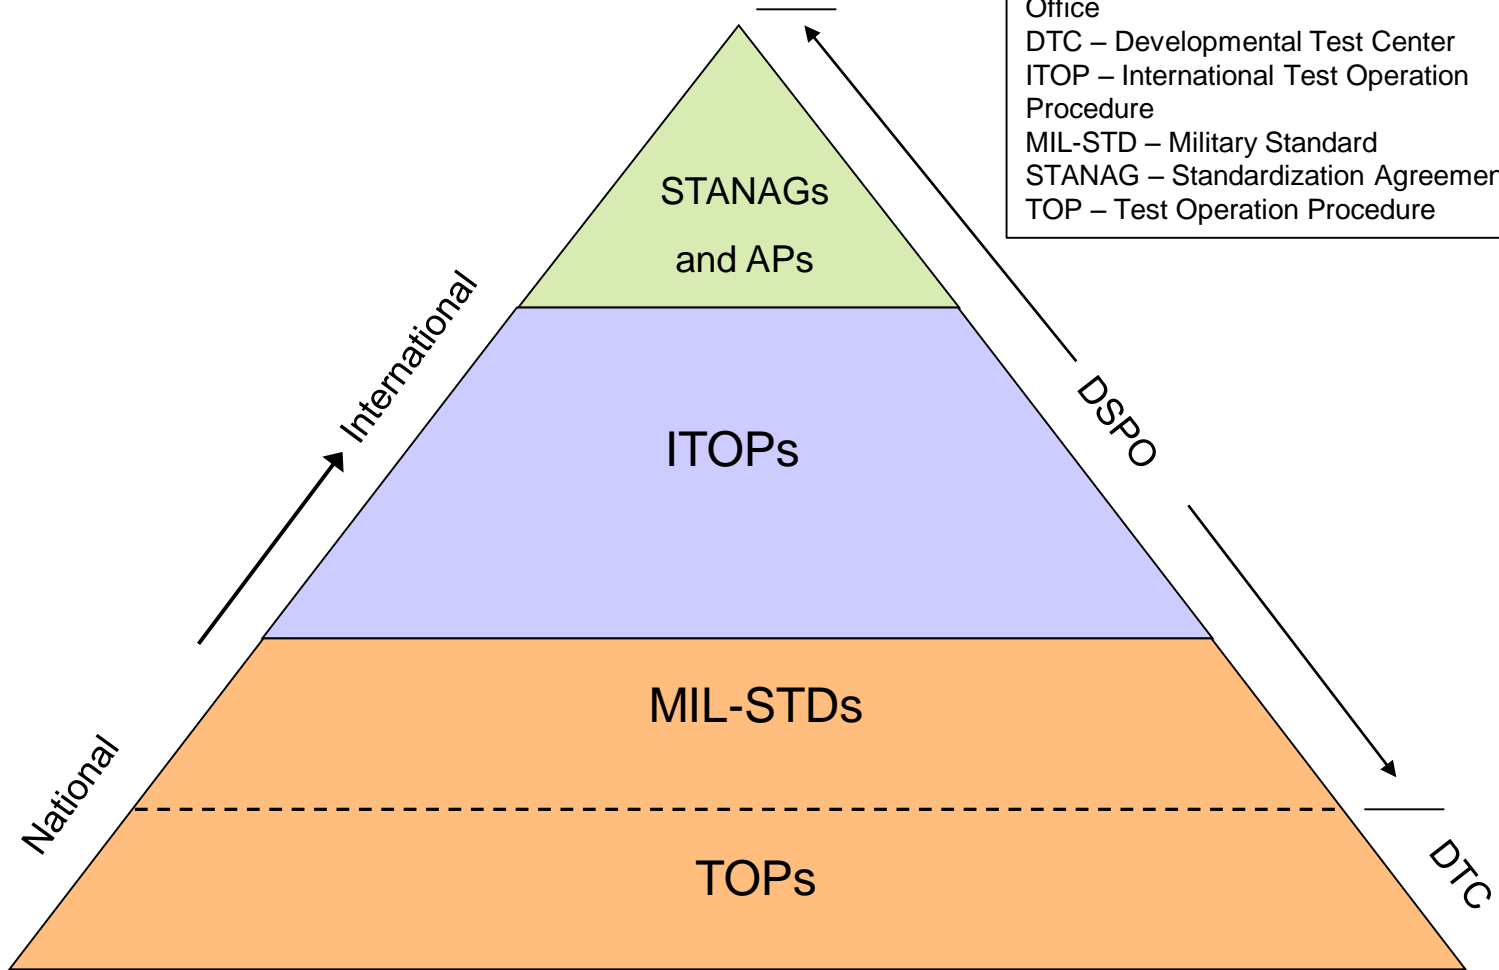 Office
DTC – Developmental Test Center
ITOP – International Test Operation
Procedure
MIL-STD – Military Standard
STANAG – Standardization Agreemen
TOP – Test Operation Procedure
STANAGs
and APs
International
DSPO
ITOPs
MIL-STDs
National
TOPs
DTC